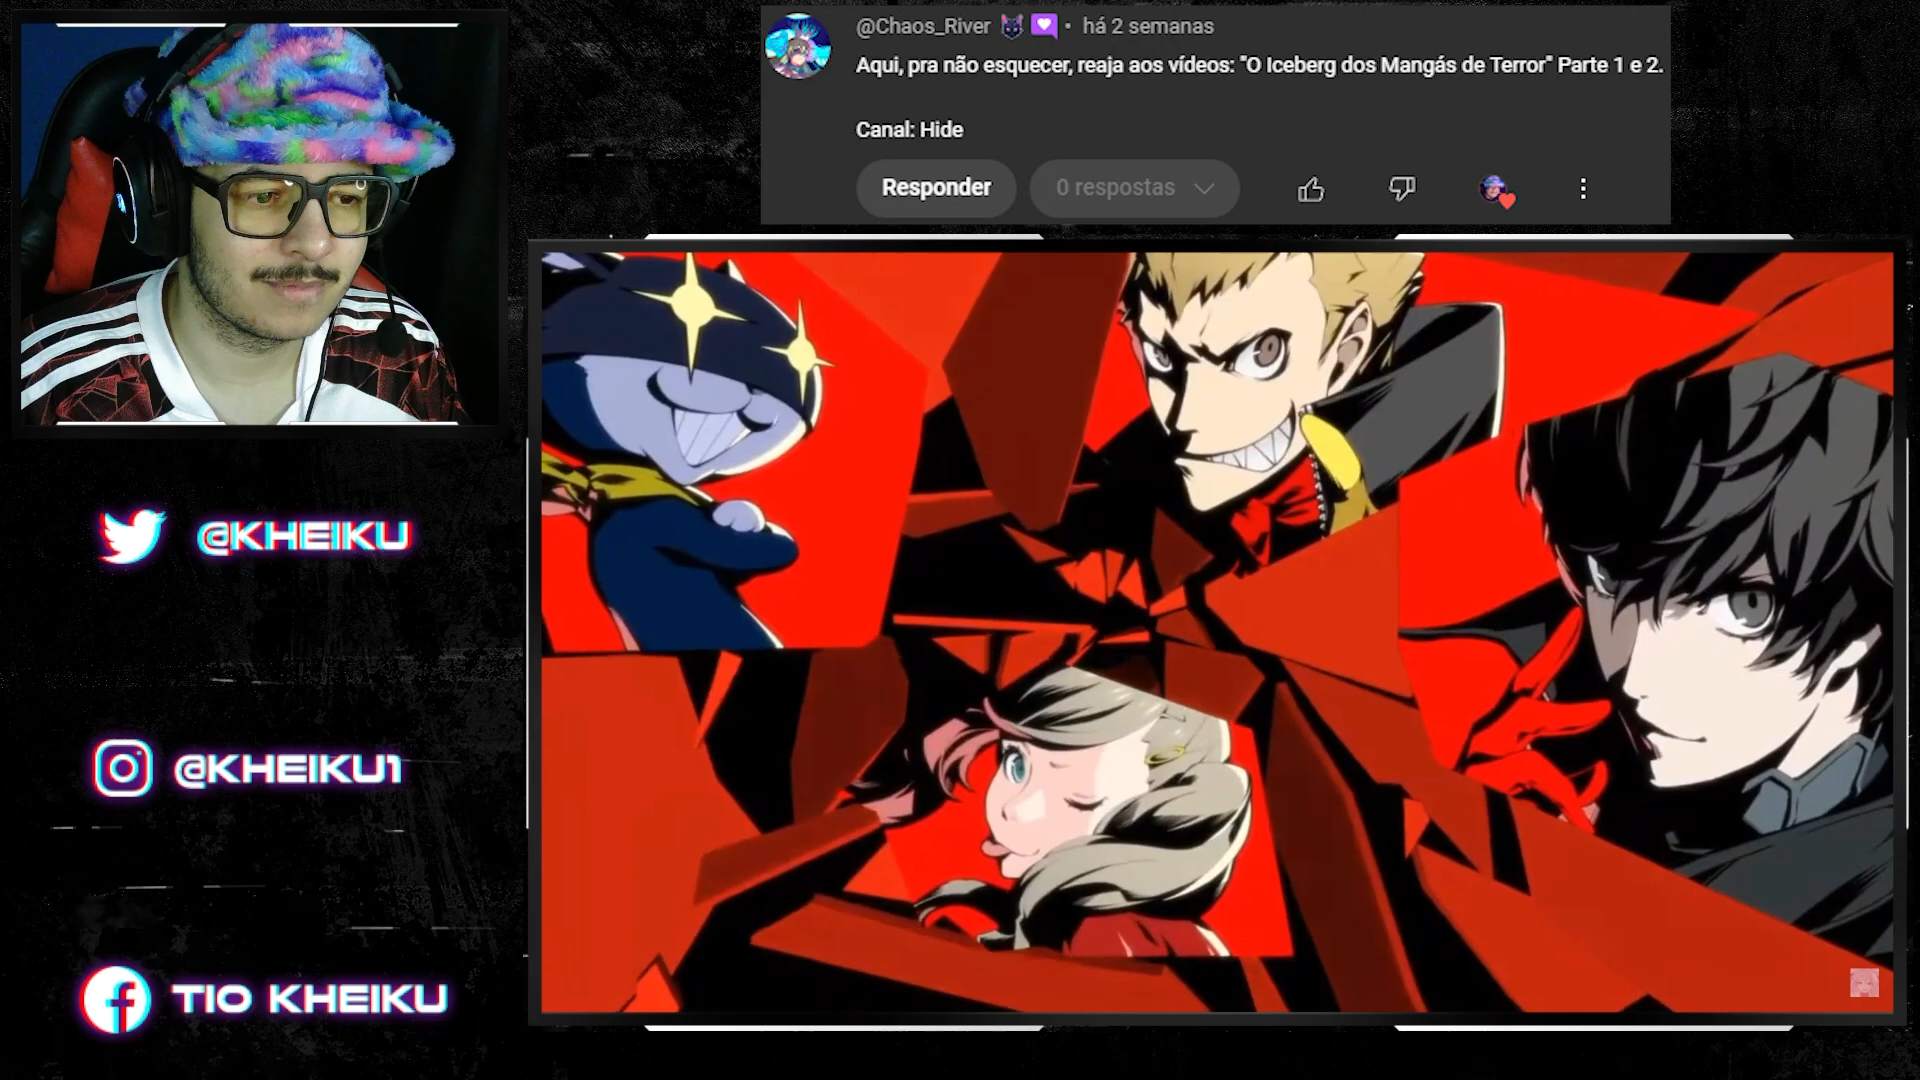 @Chaos_River • há 2 semanas
Aqui, pra não esquecer, reaja aos vídeos: "O Iceberg dos Mangás de Terror" Parte 1 e 2.
Canal: Hide
Responder 0 respostas
@KHEIKU
@KHEIKU1
TIO KHEIKU